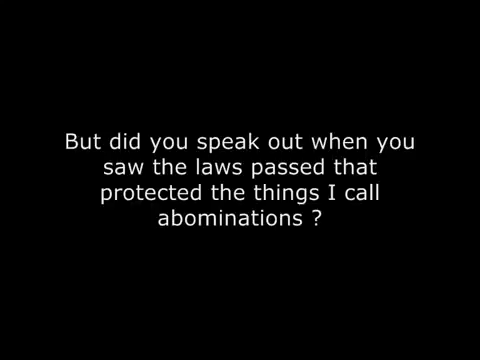 But did you speak out when you
saw the laws passed that
protected the things I call
abominations ?